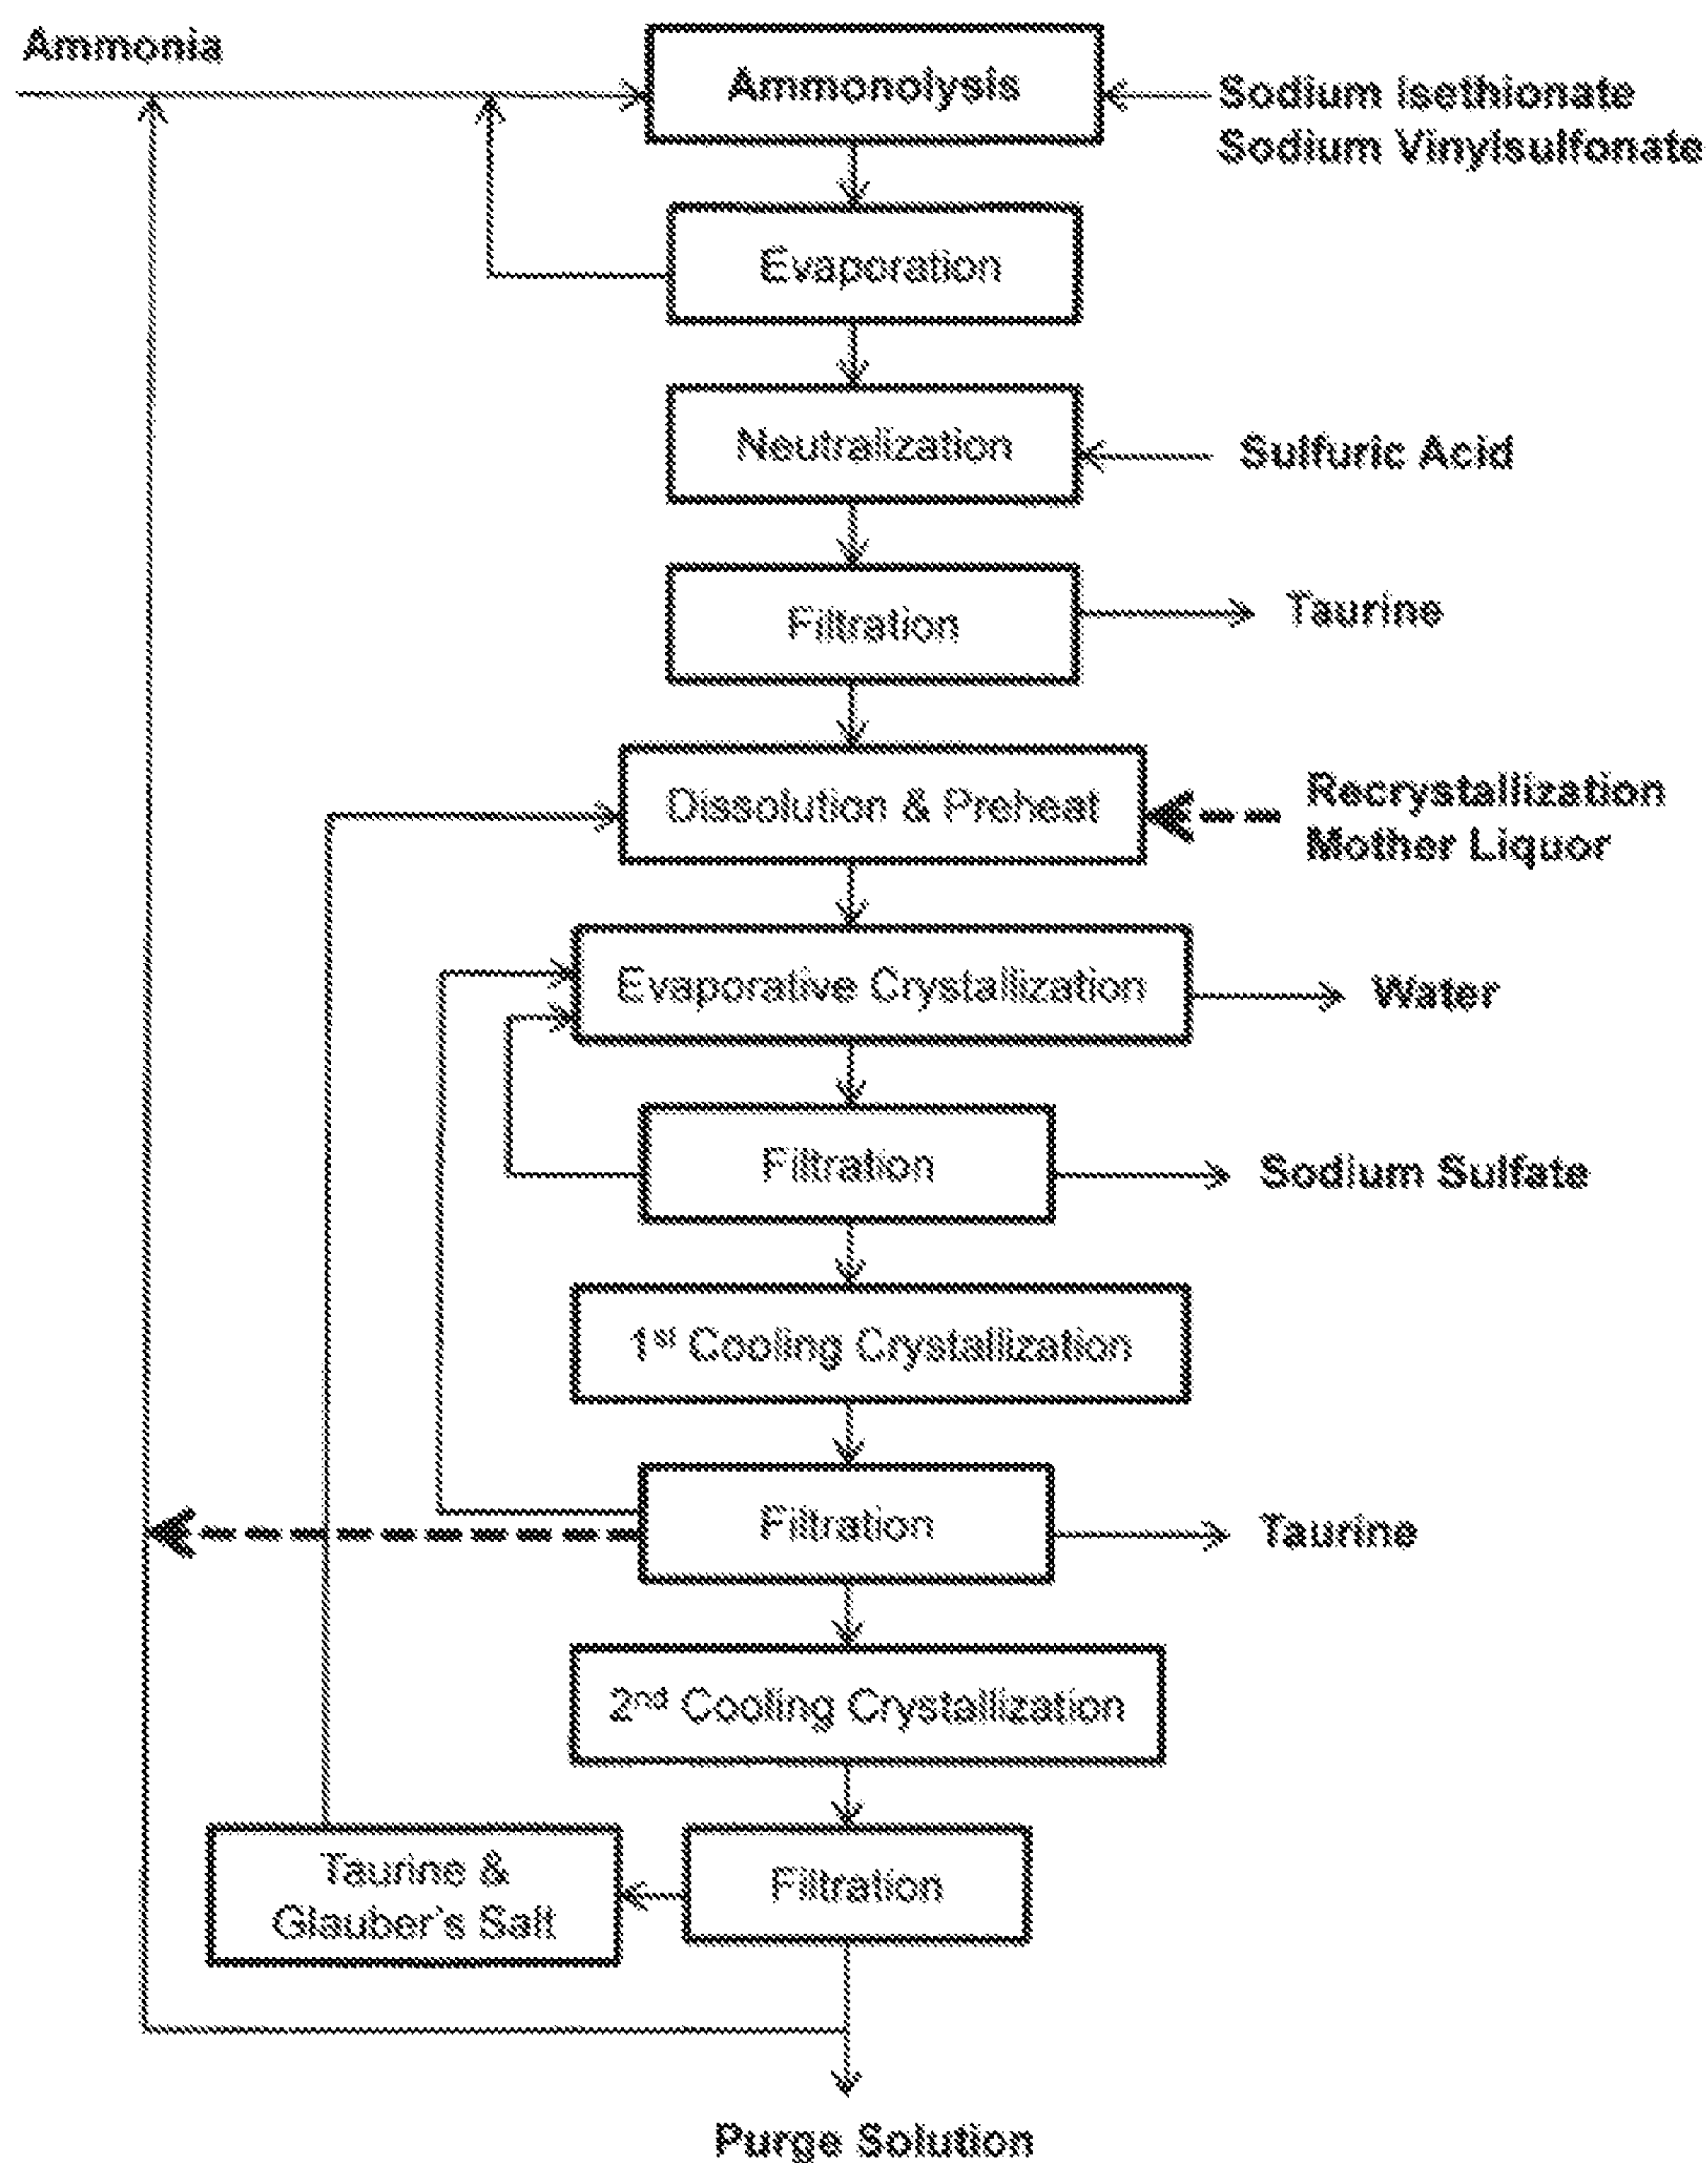 Ammonia
Ammonolysis
Sodium Isethionate
Sodium Vinylsulfonate
Evaporation
Neutralization
Sulfuric Acid
Filtration
Taurine
Dissolution & Preheat
Recrystallization
Mother Liquor
Evaporative Crystallization
Water
Filtration
Sodium Sulfate
1st Cooling Crystallization
Filtration
Taurine
2nd Cooling Crystallization
Taurine &
Glauber's Salt
Filtration
Purge Solution